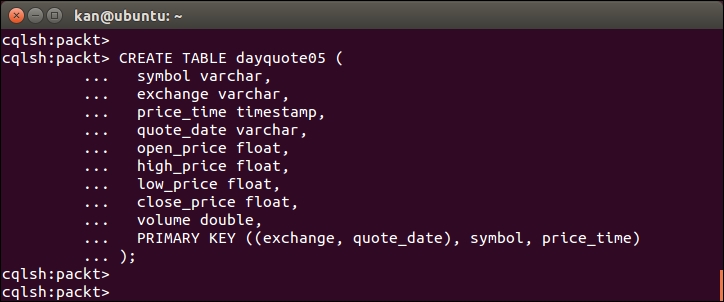 kan@ubuntu: ~
cqlsh:packt>
cqlsh:packt> CREATE TABLE dayquote05 (
         ...   symbol varchar,
         ...   exchange varchar,
         ...   price_time timestamp,
         ...   quote_date varchar,
         ...   open_price float,
         ...   high_price float,
         ...   low_price float,
         ...   close_price float,
         ...   volume double,
         ...   PRIMARY KEY ((exchange, quote_date), symbol, price_time)
         ... );
cqlsh:packt>
cqlsh:packt>